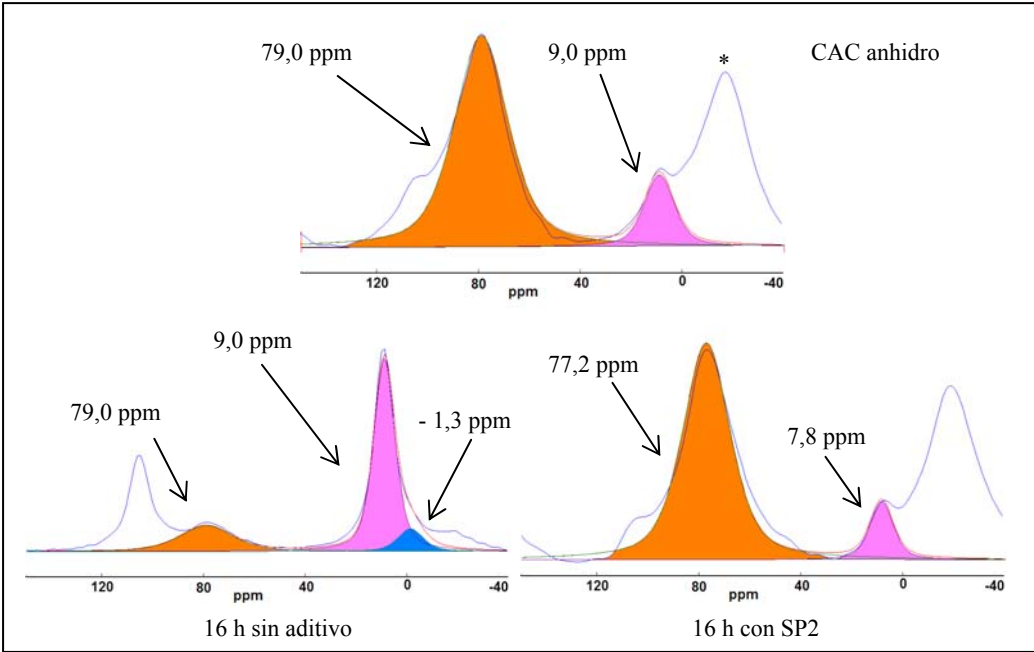 79,0 ppm
9,0 ppm
*
CAC anhidro
120 80 40 0 -40
ppm
9,0 ppm
79,0 ppm
- 1,3 ppm
120 80 40 0 -40
ppm
16 h sin aditivo
77,2 ppm
7,8 ppm
120 80 40 0 -40
ppm
16 h con SP2